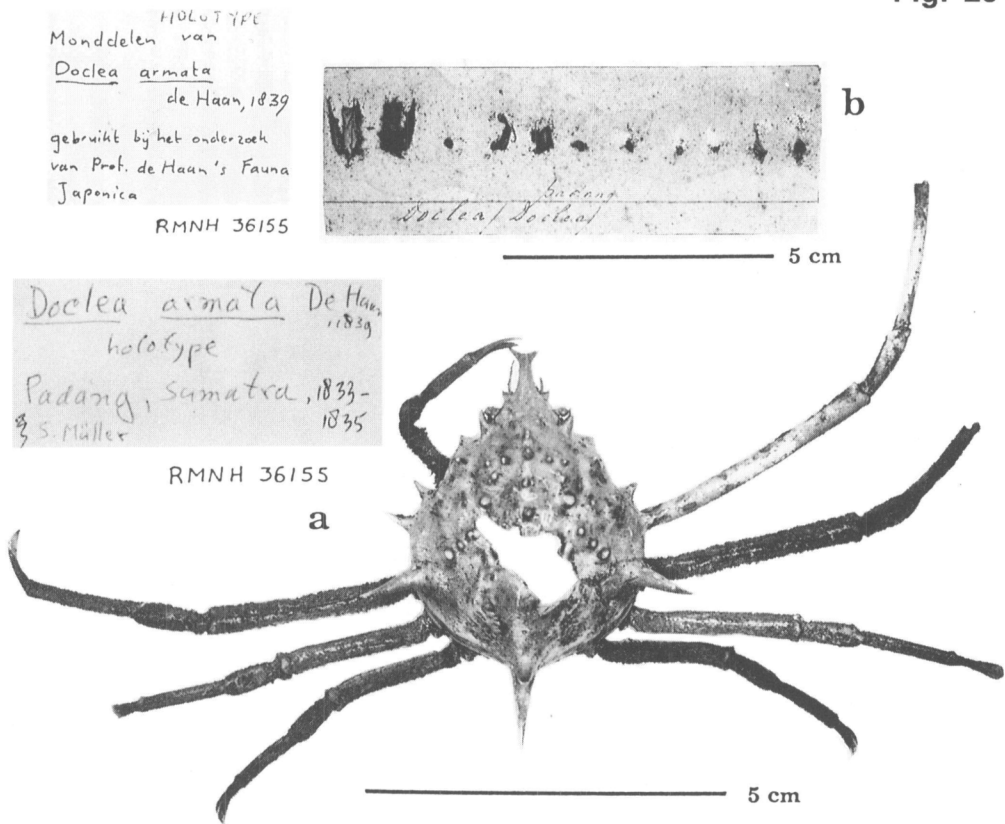 HOLOTYPE
Monddelen van
Doclea armata
de Haan, 1839
gebruikt bij het onderzoek
van Prof. de Haan's Fauna
Japonica
RMNH 36155
b
Doclea / Doclea /
5 cm
Doclea armata De Haan
1839
holotype
Padang, Sumatra, 1833-
1835
S. Müller
RMNH 36155
a
5 cm